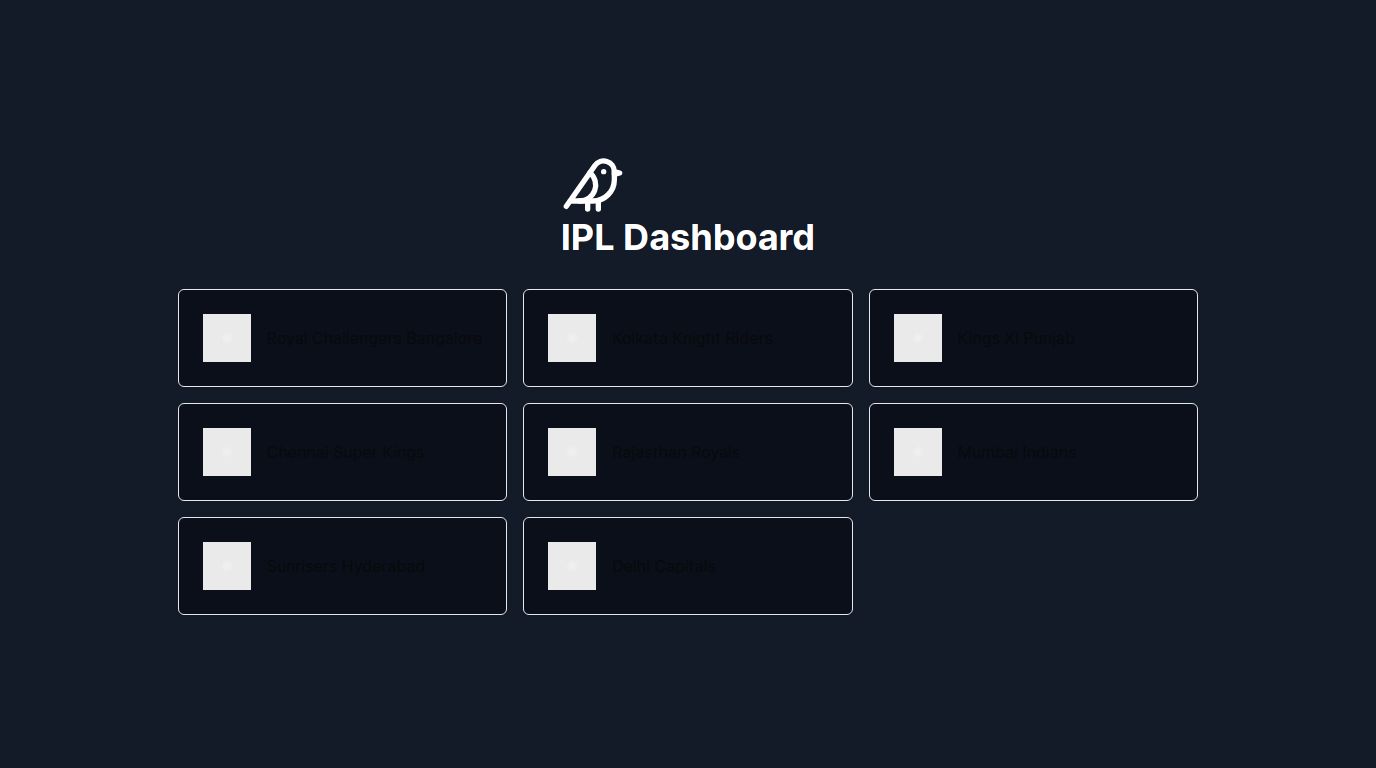 IPL Dashboard
Royal Challengers Bangalore
Kolkata Knight Riders
Kings XI Punjab
Chennai Super Kings
Rajasthan Royals
Mumbai Indians
Sunrisers Hyderabad
Delhi Capitals